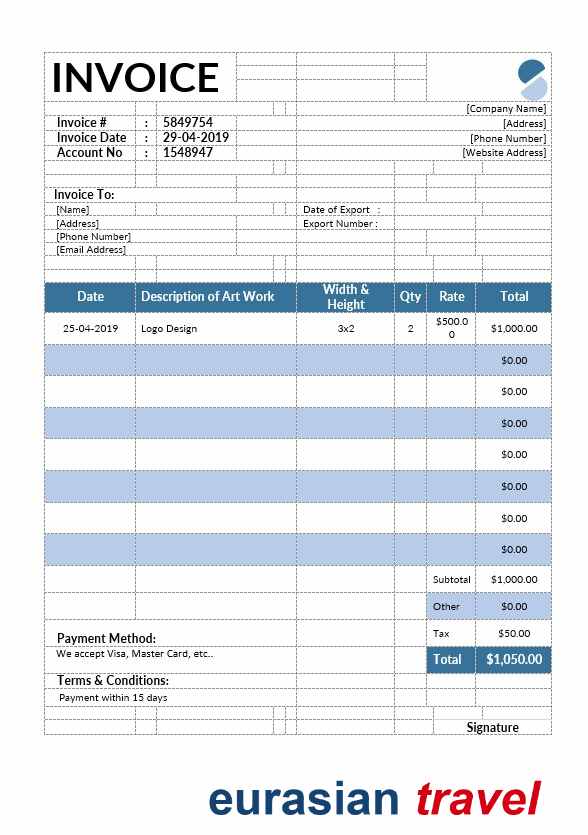 INVOICE
[Company Name]
Invoice # : 5849754 [Address]
Invoice Date : 29-04-2019 [Phone Number]
Account No : 1548947 [Website Address]
Invoice To:
[Name] Date of Export :
[Address] Export Number :
[Phone Number]
[Email Address]
Date Description of Art Work Width & Height Qty Rate Total
25-04-2019 Logo Design 3x2 2 $500.00 $1,000.00
$0.00
$0.00
$0.00
$0.00
$0.00
$0.00
$0.00
Subtotal $1,000.00
Other $0.00
Tax $50.00
Payment Method:
We accept Visa, Master Card, etc..
Total $1,050.00
Terms & Conditions:
Payment within 15 days
Signature
eurasian travel